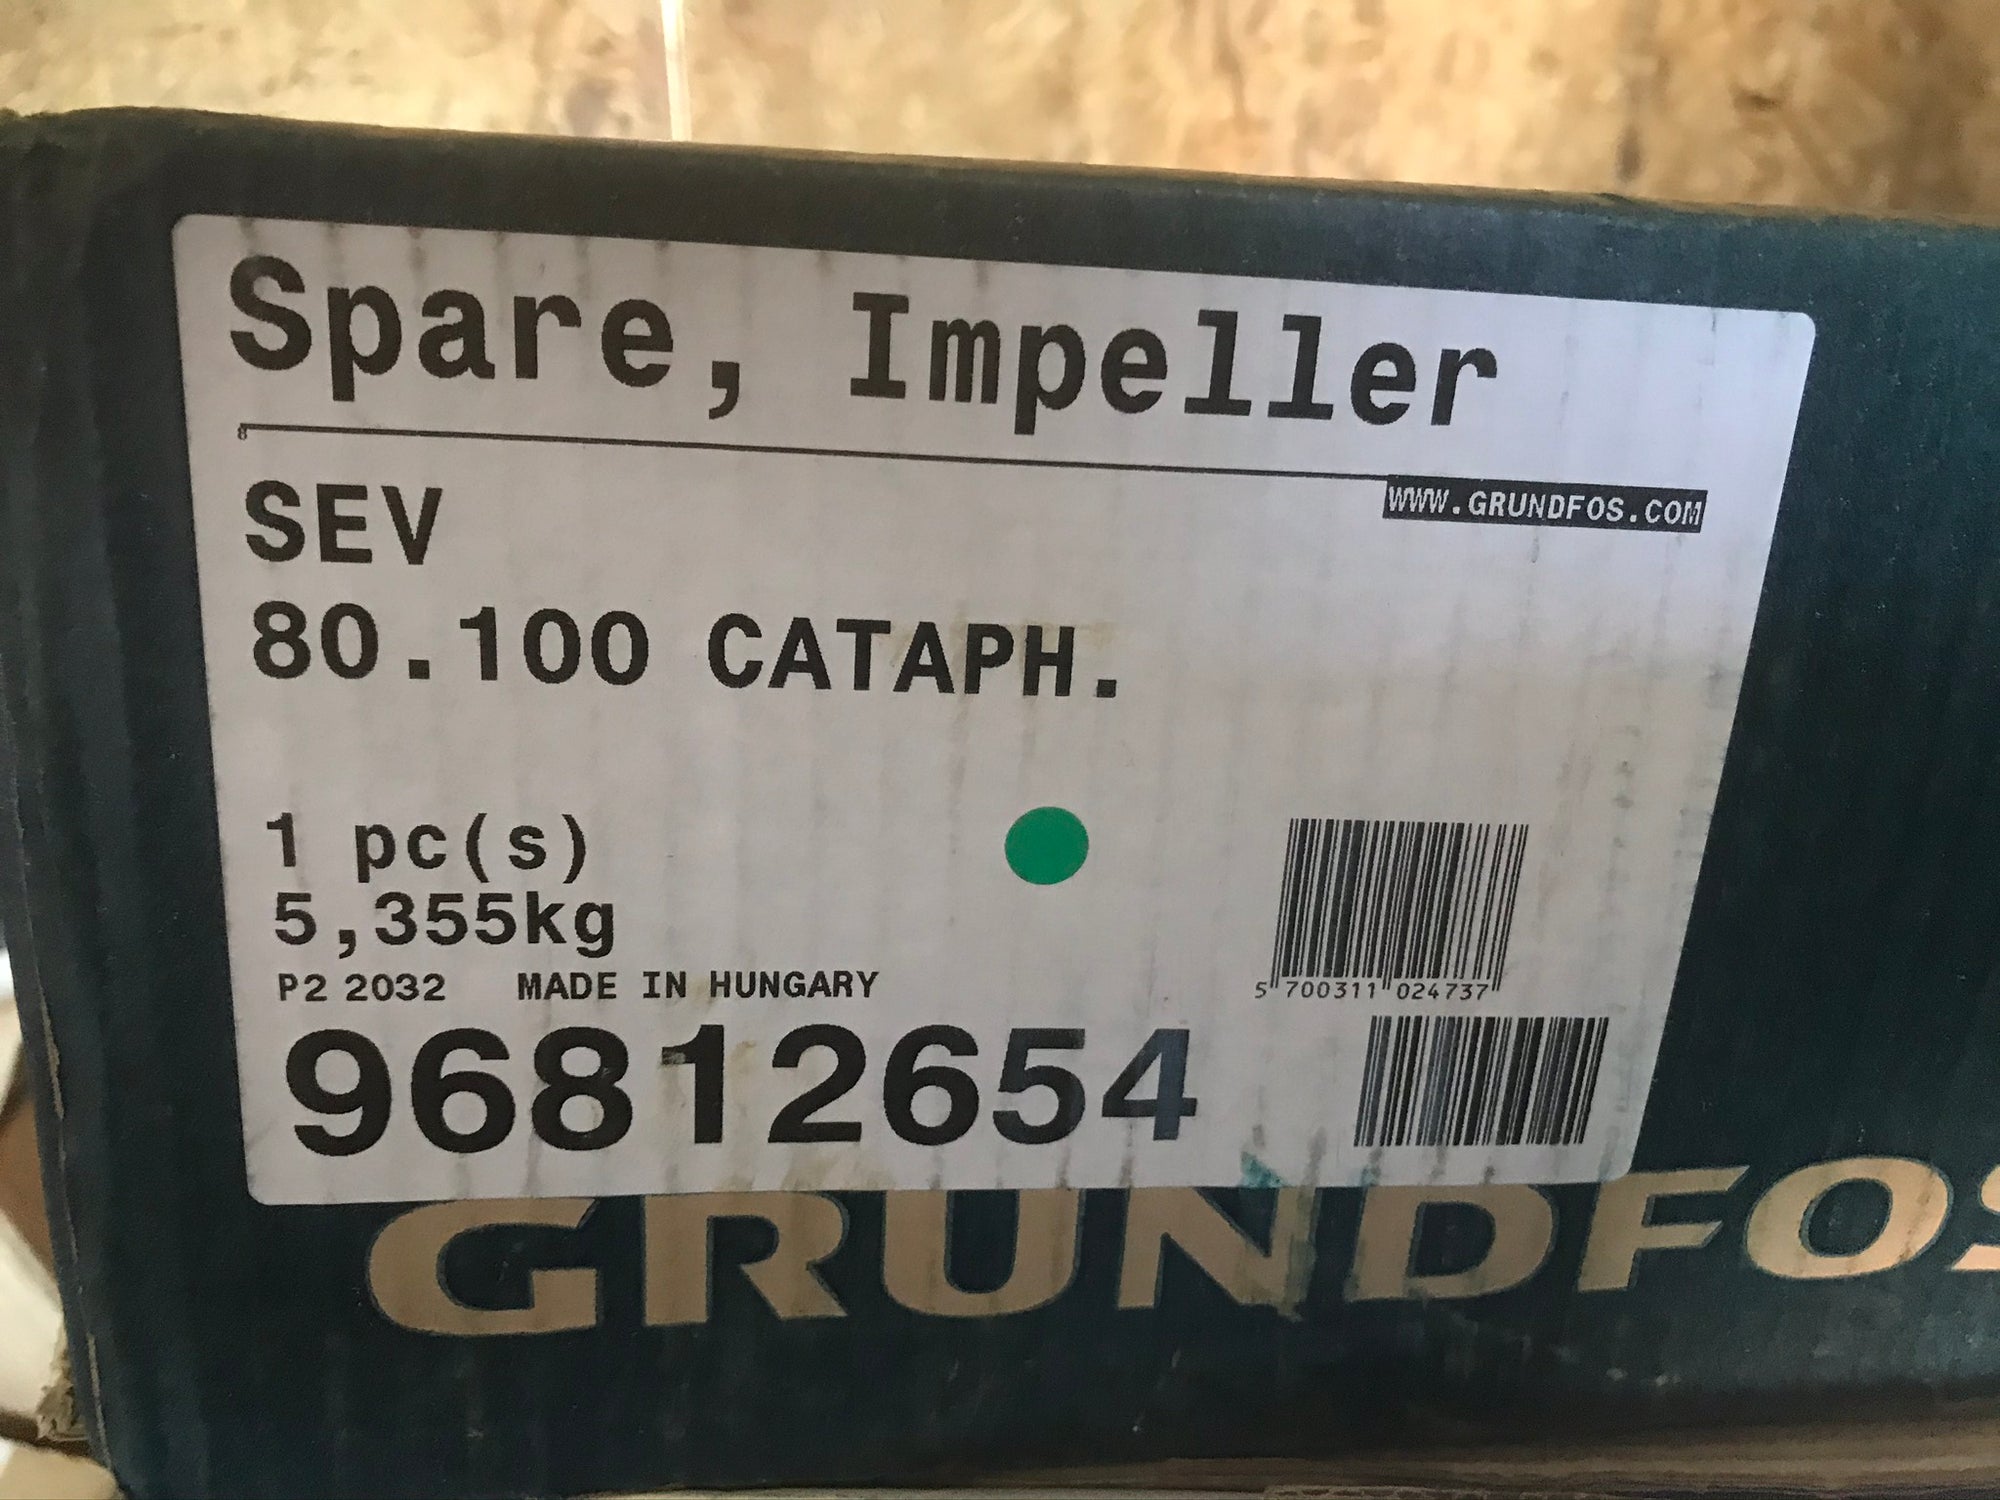 Spare, Impeller
8
WWW.GRUNDFOS.COM
SEV
80.100 CATAPH.
1 pc(s)
5,355kg
P2 2032 MADE IN HUNGARY
5 700311 024737
96812654
GRUNDFOS